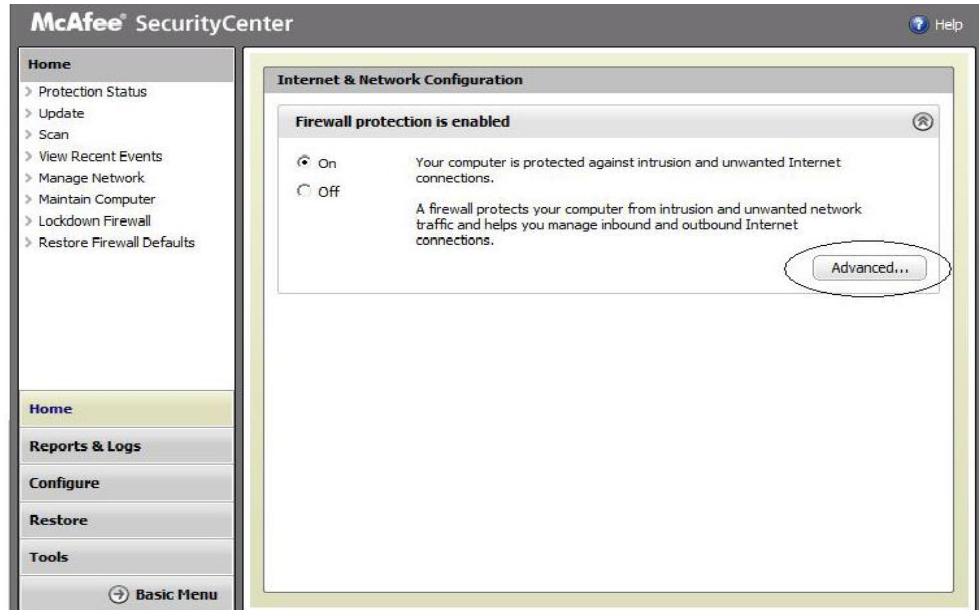 McAfee® SecurityCenter
Help
Home
Protection Status
Update
Scan
View Recent Events
Manage Network
Maintain Computer
Lockdown Firewall
Restore Firewall Defaults
Home
Reports & Logs
Configure
Restore
Tools
Basic Menu
Internet & Network Configuration
Firewall protection is enabled
On
Off
Your computer is protected against intrusion and unwanted Internet
connections.
A firewall protects your computer from intrusion and unwanted network
traffic and helps you manage inbound and outbound Internet
connections.
Advanced...